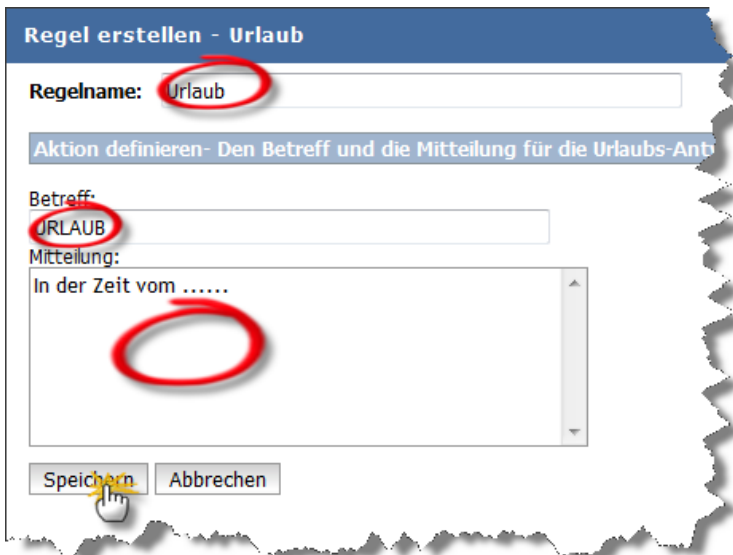 Regel erstellen - Urlaub
Regelname: Urlaub
Aktion definieren- Den Betreff und die Mitteilung für die Urlaubs-Ant
Betreff:
URLAUB
Mitteilung:
In der Zeit vom ......
Speichern Abbrechen